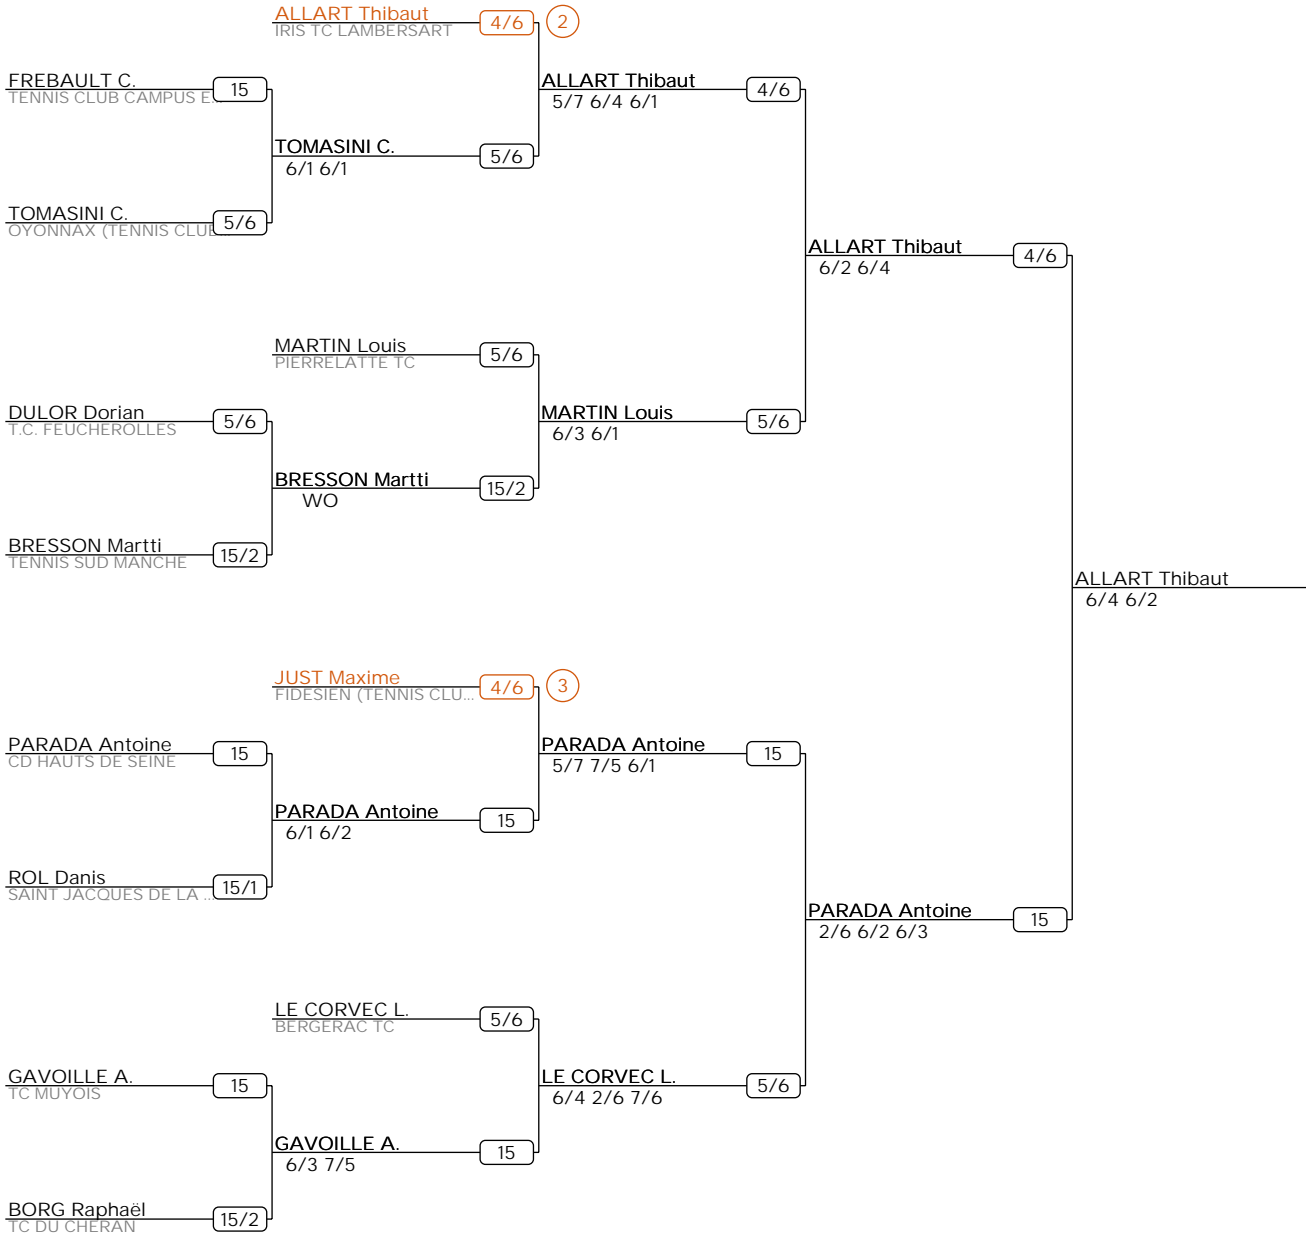 ALLART Thibaut
4/6
2
IRIS TC LAMBERSART
FREBAULT C.
15
TENNIS CLUB CAMPUS E...
ALLART Thibaut
4/6
5/7 6/4 6/1
TOMASINI C.
5/6
6/1 6/1
TOMASINI C.
5/6
OYONNAX (TENNIS CLUB...
ALLART Thibaut
4/6
6/2 6/4
MARTIN Louis
5/6
PIERRELATTE TC
DULOR Dorian
5/6
T.C. FEUCHEROLLES
MARTIN Louis
5/6
6/3 6/1
BRESSON Martti
15/2
WO
BRESSON Martti
15/2
TENNIS SUD MANCHE
ALLART Thibaut
6/4 6/2
JUST Maxime
4/6
3
FIDESIEN (TENNIS CLU...
PARADA Antoine
15
CD HAUTS DE SEINE
PARADA Antoine
15
5/7 7/5 6/1
PARADA Antoine
15
6/1 6/2
ROL Danis
15/1
SAINT JACQUES DE LA ...
PARADA Antoine
15
2/6 6/2 6/3
LE CORVEC L.
5/6
BERGERAC TC
GAVOILLE A.
15
TC MUYOIS
LE CORVEC L.
5/6
6/4 2/6 7/6
GAVOILLE A.
15
6/3 7/5
BORG Raphaël
15/2
TC DU CHERAN